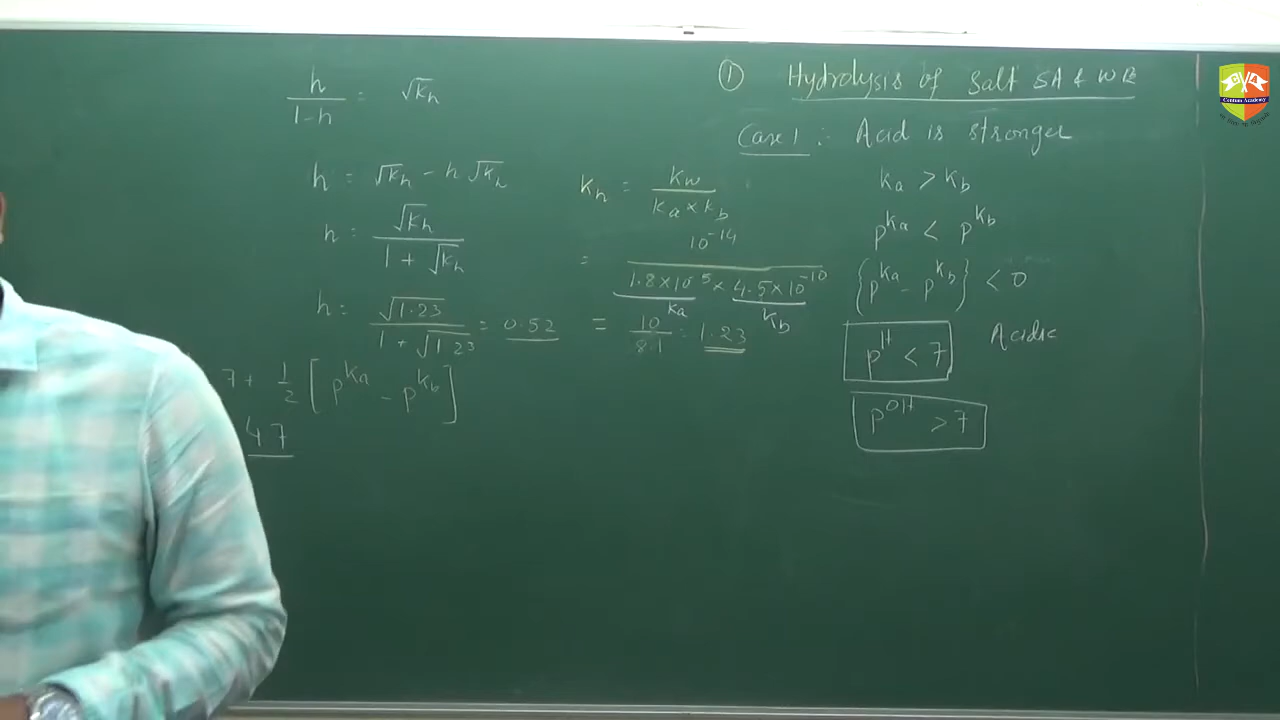 h / 1-h = √Kh
h = √Kh - h √Kh
h = √Kh / 1 + √Kh
h = √1.23 / 1 + √1.23 = 0.52
7 + 1/2 [ pKa - pKb ]
47
Kh = Kw / Ka × Kb
= 10^-14 / 1.8×10^-5 × 4.5×10^-10
Ka Kb
= 10 / 8.1 = 1.23
① Hydrolysis of Salt SA & WB
Case 1 : Acid is stronger
Ka > Kb
pKa < pKb
{pKa - pKb} < 0
pH < 7 Acidic
pOH > 7
Centum Academy